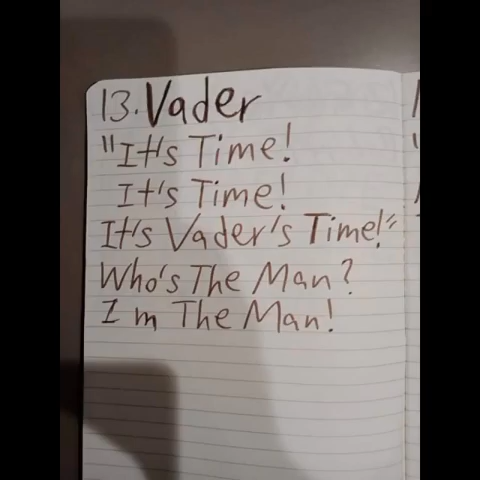 13. Vader
"It's Time!
It's Time!
It's Vader's Time!"
Who's The Man?
I m The Man!